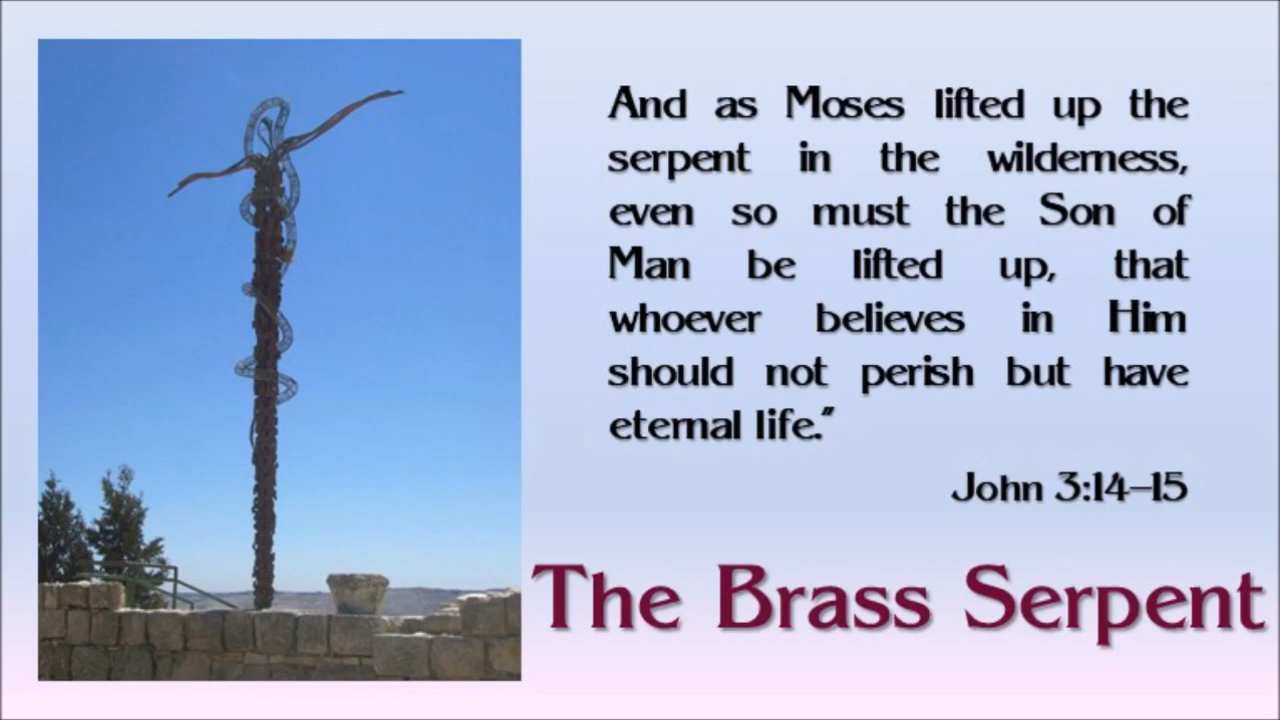 And as Moses lifted up the
serpent in the wilderness,
even so must the Son of
Man be lifted up, that
whoever believes in Him
should not perish but have
eternal life.”
John 3:14–15
The Brass Serpent